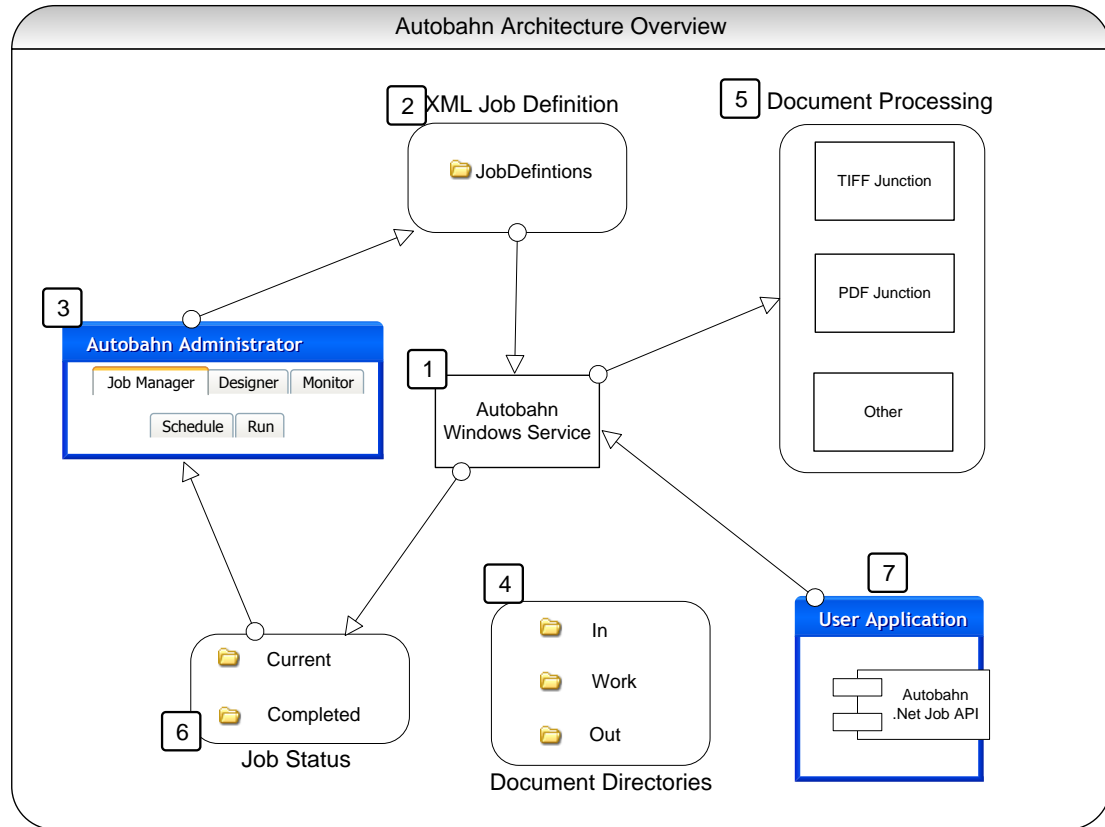 Autobahn Architecture Overview
2
XML Job Definition
JobDefintions
5
Document Processing
TIFF Junction
PDF Junction
Other
3
Autobahn Administrator
Job Manager
Designer
Monitor
Schedule
Run
1
Autobahn
Windows Service
4
In
Work
Out
Document Directories
7
User Application
Autobahn
.Net Job API
Current
Completed
6
Job Status